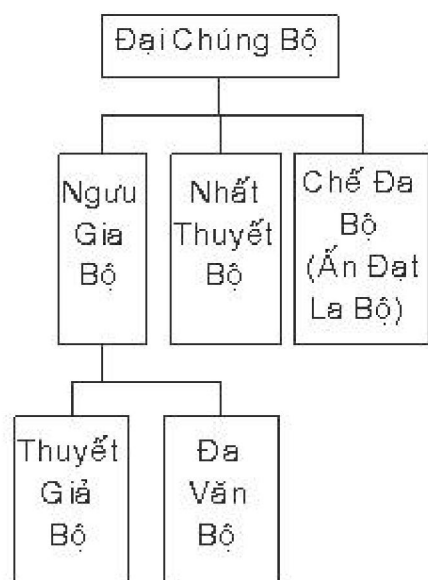 Đại Chúng Bộ
Ngưu
Gia
Bộ
Nhất
Thuyết
Bộ
Chế Đa
Bộ
(Ấn Đạt
La Bộ)
Thuyết
Giả
Bộ
Đa
Văn
Bộ